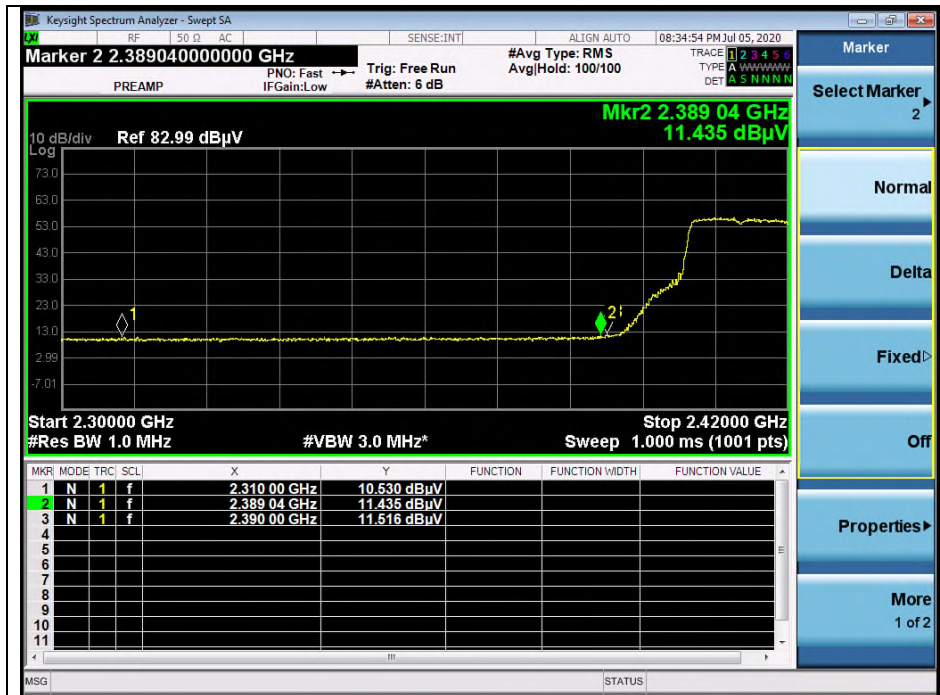 Keysight Spectrum Analyzer - Swept SA
LXI RF 50 Ω AC SENSE:INT ALIGN AUTO 08:34:54 PM Jul 05, 2020
Marker 2 2.389040000000 GHz
PREAMP
PNO: Fast
IFGain:Low
Trig: Free Run
#Atten: 6 dB
#Avg Type: RMS
Avg|Hold: 100/100
TRACE 1 2 3 4 5 6
TYPE A WWWWW
DET A S N N N N
Mkr2 2.389 04 GHz
11.435 dBµV
10 dB/div Ref 82.99 dBµV
Log
73.0
63.0
53.0
43.0
33.0
23.0
13.0
2.99
-7.01
1
2
Start 2.30000 GHz Stop 2.42000 GHz
#Res BW 1.0 MHz #VBW 3.0 MHz* Sweep 1.000 ms (1001 pts)
MKR MODE TRC SCL X Y FUNCTION FUNCTION WIDTH FUNCTION VALUE
1 N 1 f 2.310 00 GHz 10.530 dBµV
2 N 1 f 2.389 04 GHz 11.435 dBµV
3 N 1 f 2.390 00 GHz 11.516 dBµV
4
5
6
7
8
9
10
11
MSG STATUS
Marker
Select Marker
2
Normal
Delta
Fixed
Off
Properties
More
1 of 2